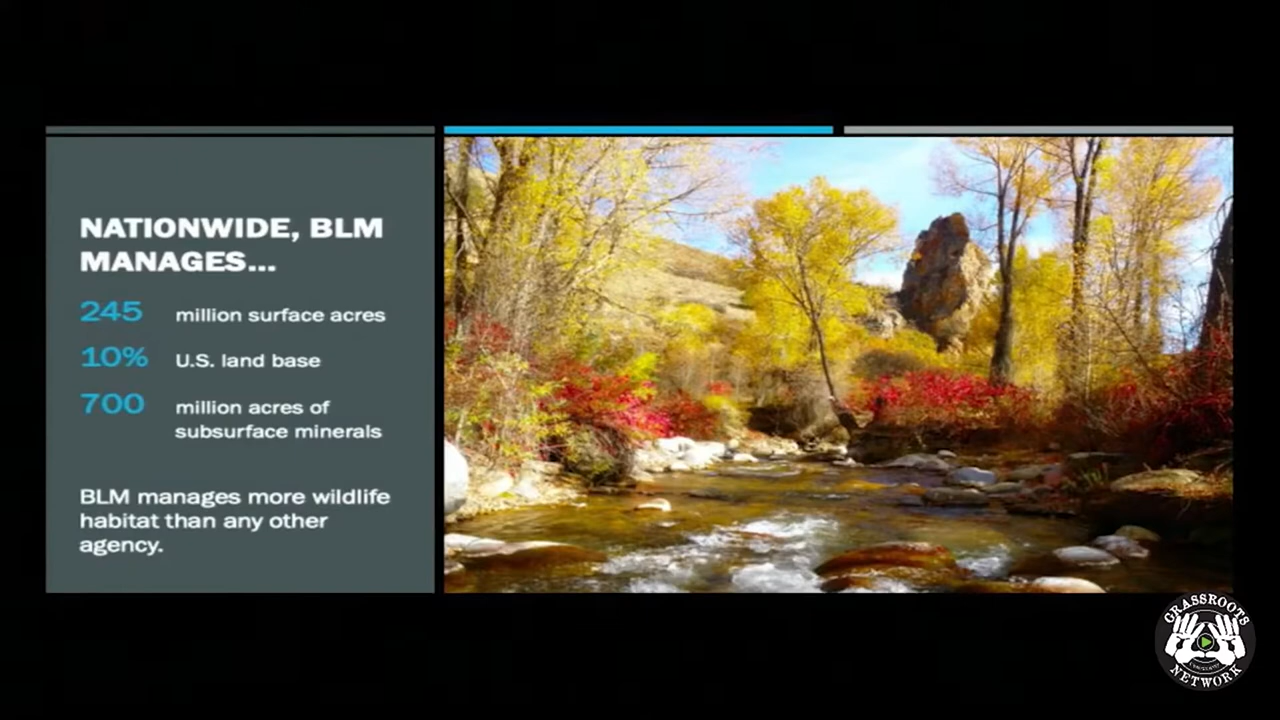 NATIONWIDE, BLM
MANAGES...
245 million surface acres
10% U.S. land base
700 million acres of
subsurface minerals
BLM manages more wildlife
habitat than any other
agency.
GRASSROOTS
NETWORK